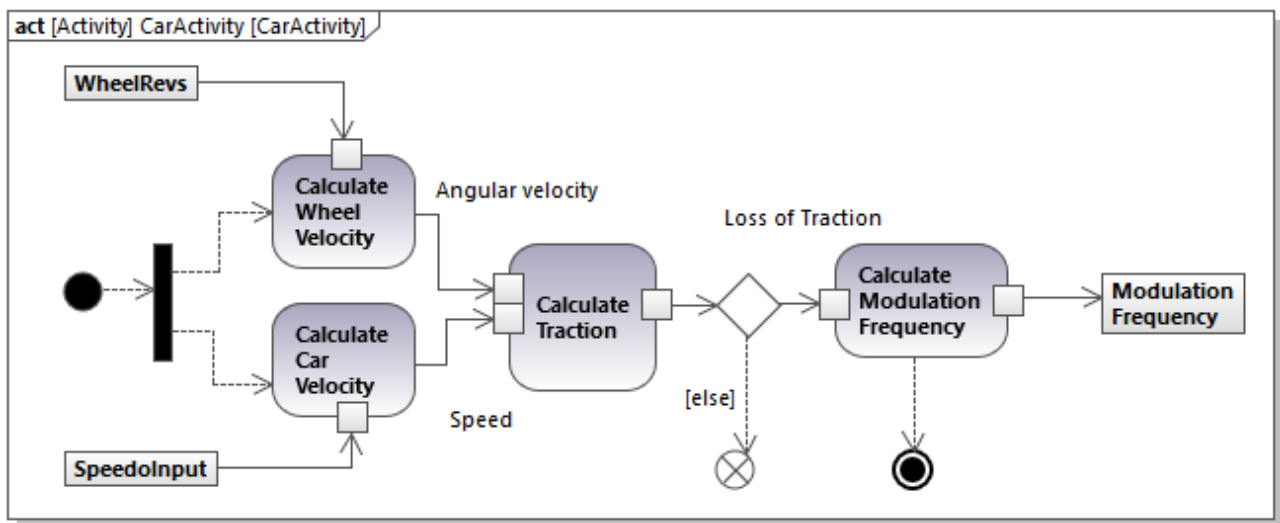 act [Activity] CarActivity [CarActivity]
WheelRevs
Calculate
Wheel
Velocity
Angular velocity
Loss of Traction
Calculate
Traction
Calculate
Modulation
Frequency
Modulation
Frequency
Calculate
Car
Velocity
[else]
Speed
SpeedoInput